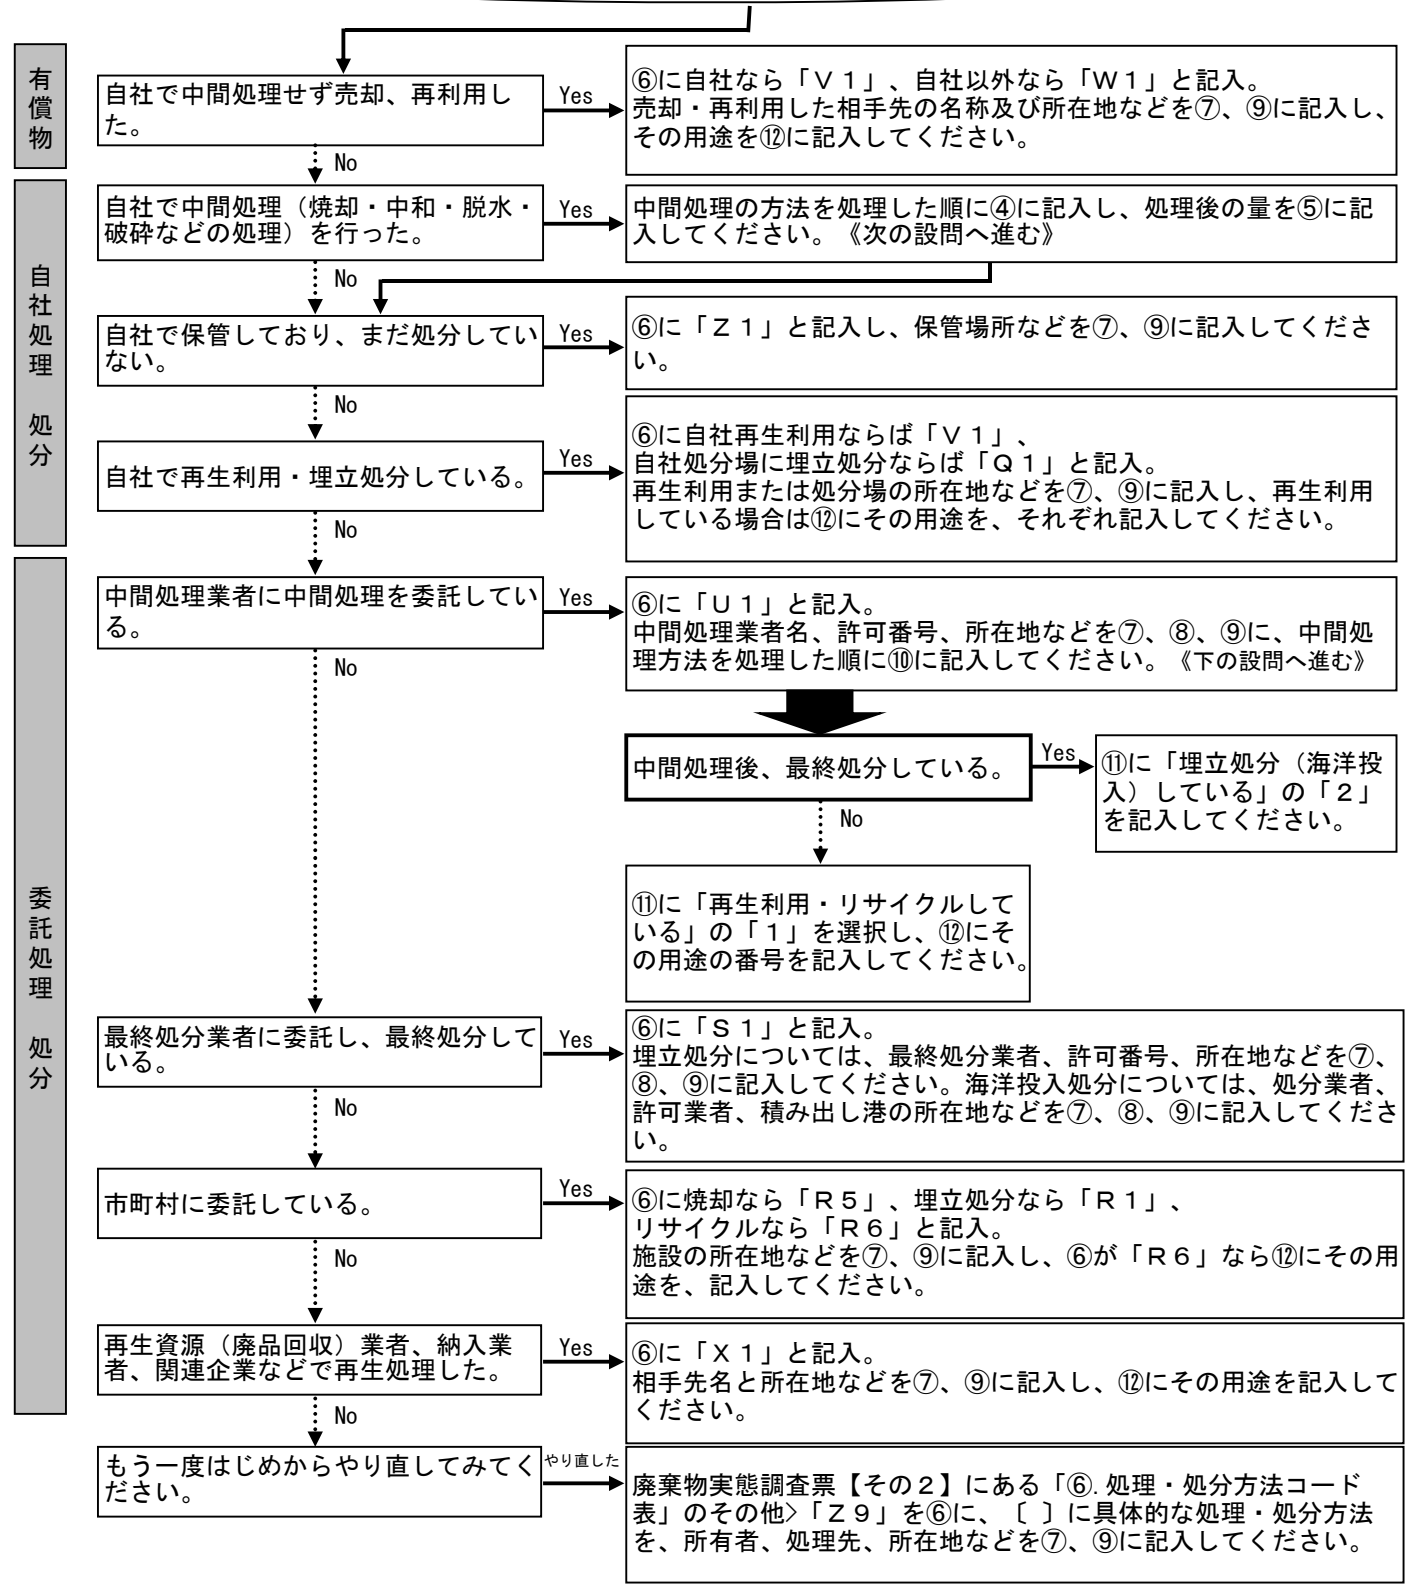 有償物
自社で中間処理せず売却、再利用し
た。
Yes
⑥に自社なら「Ｖ１」、自社以外なら「Ｗ１」と記入。
売却・再利用した相手先の名称及び所在地などを⑦、⑨に記入し、
その用途を⑫に記入してください。
No
自社処理　処分
自社で中間処理（焼却・中和・脱水・
破砕などの処理）を行った。
Yes
中間処理の方法を処理した順に④に記入し、処理後の量を⑤に記
入してください。《次の設問へ進む》
No
自社で保管しており、まだ処分してい
ない。
Yes
⑥に「Ｚ１」と記入し、保管場所などを⑦、⑨に記入してくださ
い。
No
自社で再生利用・埋立処分している。
Yes
⑥に自社再生利用ならば「Ｖ１」、
自社処分場に埋立処分ならば「Ｑ１」と記入。
再生利用または処分場の所在地などを⑦、⑨に記入し、再生利用
している場合は⑫にその用途を、それぞれ記入してください。
No
委託処理　処分
中間処理業者に中間処理を委託してい
る。
Yes
⑥に「Ｕ１」と記入。
中間処理業者名、許可番号、所在地などを⑦、⑧、⑨に、中間処
理方法を処理した順に⑩に記入してください。《下の設問へ進む》
No
中間処理後、最終処分している。
Yes
⑪に「埋立処分（海洋投
入）している」の「２」
を記入してください。
No
⑪に「再生利用・リサイクルして
いる」の「１」を選択し、⑫にそ
の用途の番号を記入してください。
最終処分業者に委託し、最終処分して
いる。
Yes
⑥に「Ｓ１」と記入。
埋立処分については、最終処分業者、許可番号、所在地などを⑦、
⑧、⑨に記入してください。海洋投入処分については、処分業者、
許可業者、積み出し港の所在地などを⑦、⑧、⑨に記入してくださ
い。
No
市町村に委託している。
Yes
⑥に焼却なら「Ｒ５」、埋立処分なら「Ｒ１」、
リサイクルなら「Ｒ６」と記入。
施設の所在地などを⑦、⑨に記入し、⑥が「Ｒ６」なら⑫にその用
途を、記入してください。
No
再生資源（廃品回収）業者、納入業
者、関連企業などで再生処理した。
Yes
⑥に「Ｘ１」と記入。
相手先名と所在地などを⑦、⑨に記入し、⑫にその用途を記入して
ください。
No
もう一度はじめからやり直してみてく
ださい。
やり直した
廃棄物実態調査票【その２】にある「⑥.処理・処分方法コード
表」のその他〉「Ｚ９」を⑥に、〔 〕に具体的な処理・処分方法
を、所有者、処理先、所在地などを⑦、⑨に記入してください。